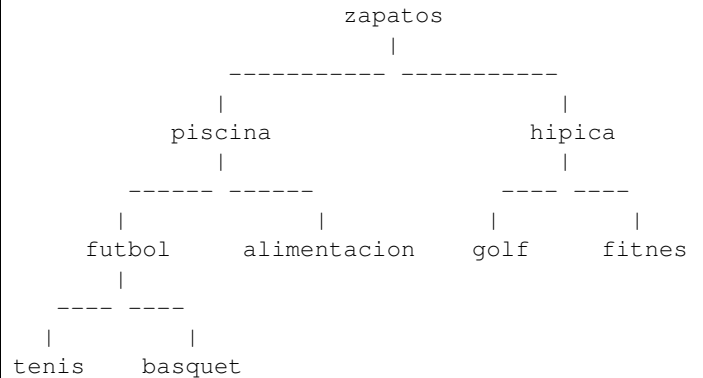 zapatos
piscina hipica
futbol alimentacion golf fitnes
tenis basquet